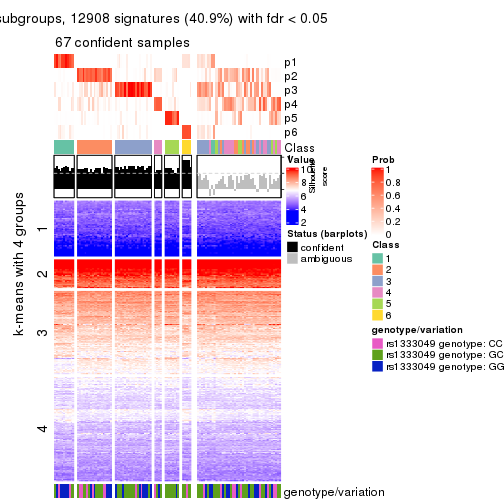 subgroups, 12908 signatures (40.9%) with fdr < 0.05
67 confident samples
p1
p2
p3
p4
p5
p6
Class
1
2
3
4
k-means with 4 groups
genotype/variation
Value
10
8
6
4
2
Silhouette
score
Status (barplots)
confident
ambiguous
Prob
1
0.8
0.6
0.4
0.2
0
Class
1
2
3
4
5
6
genotype/variation
rs1333049 genotype: CC
rs1333049 genotype: GC
rs1333049 genotype: GG